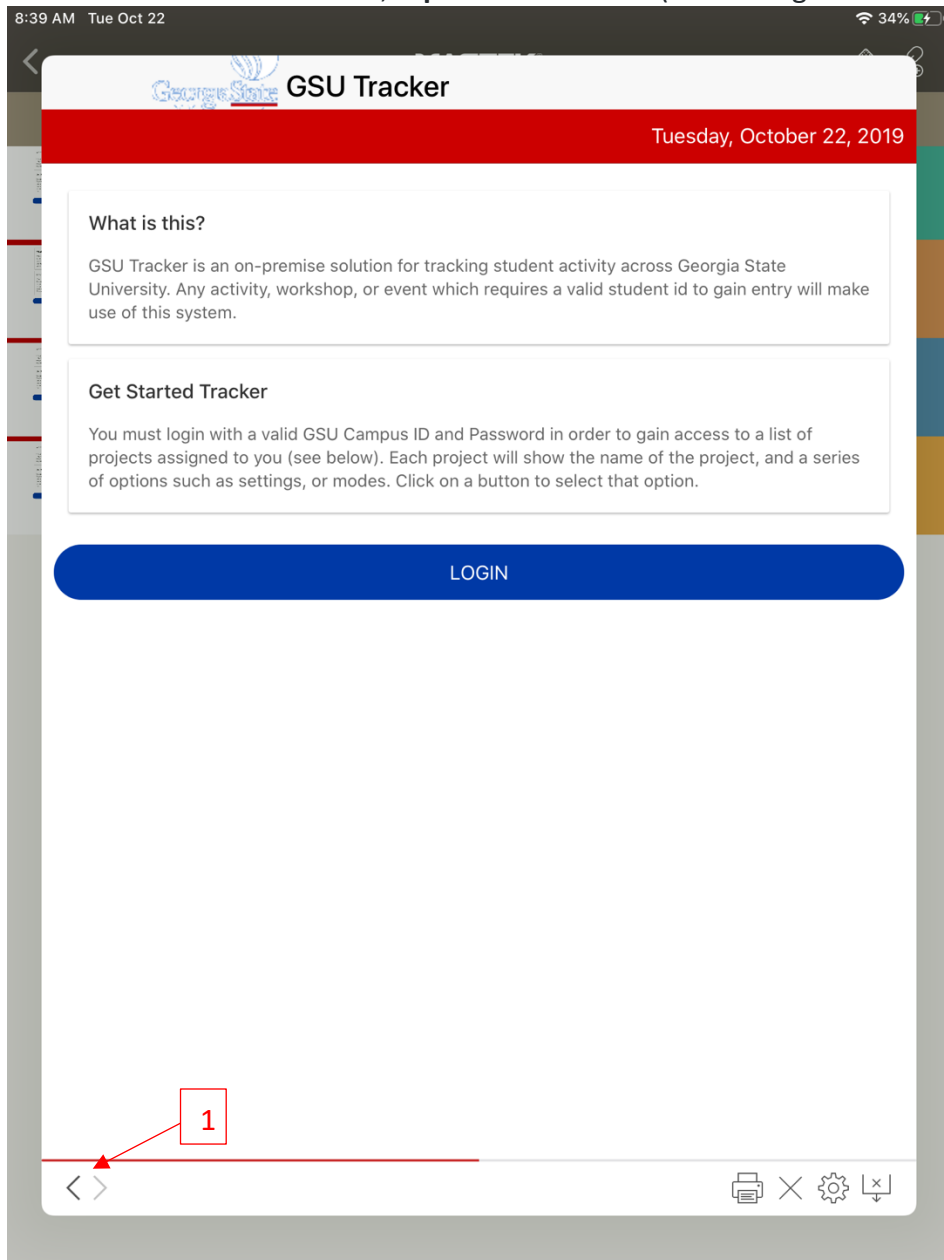 8:39 AM Tue Oct 22 34%
GeorgiaState GSU Tracker
Tuesday, October 22, 2019
What is this?
GSU Tracker is an on-premise solution for tracking student activity across Georgia State
University. Any activity, workshop, or event which requires a valid student id to gain entry will make
use of this system.
Get Started Tracker
You must login with a valid GSU Campus ID and Password in order to gain access to a list of
projects assigned to you (see below). Each project will show the name of the project, and a series
of options such as settings, or modes. Click on a button to select that option.
LOGIN
1